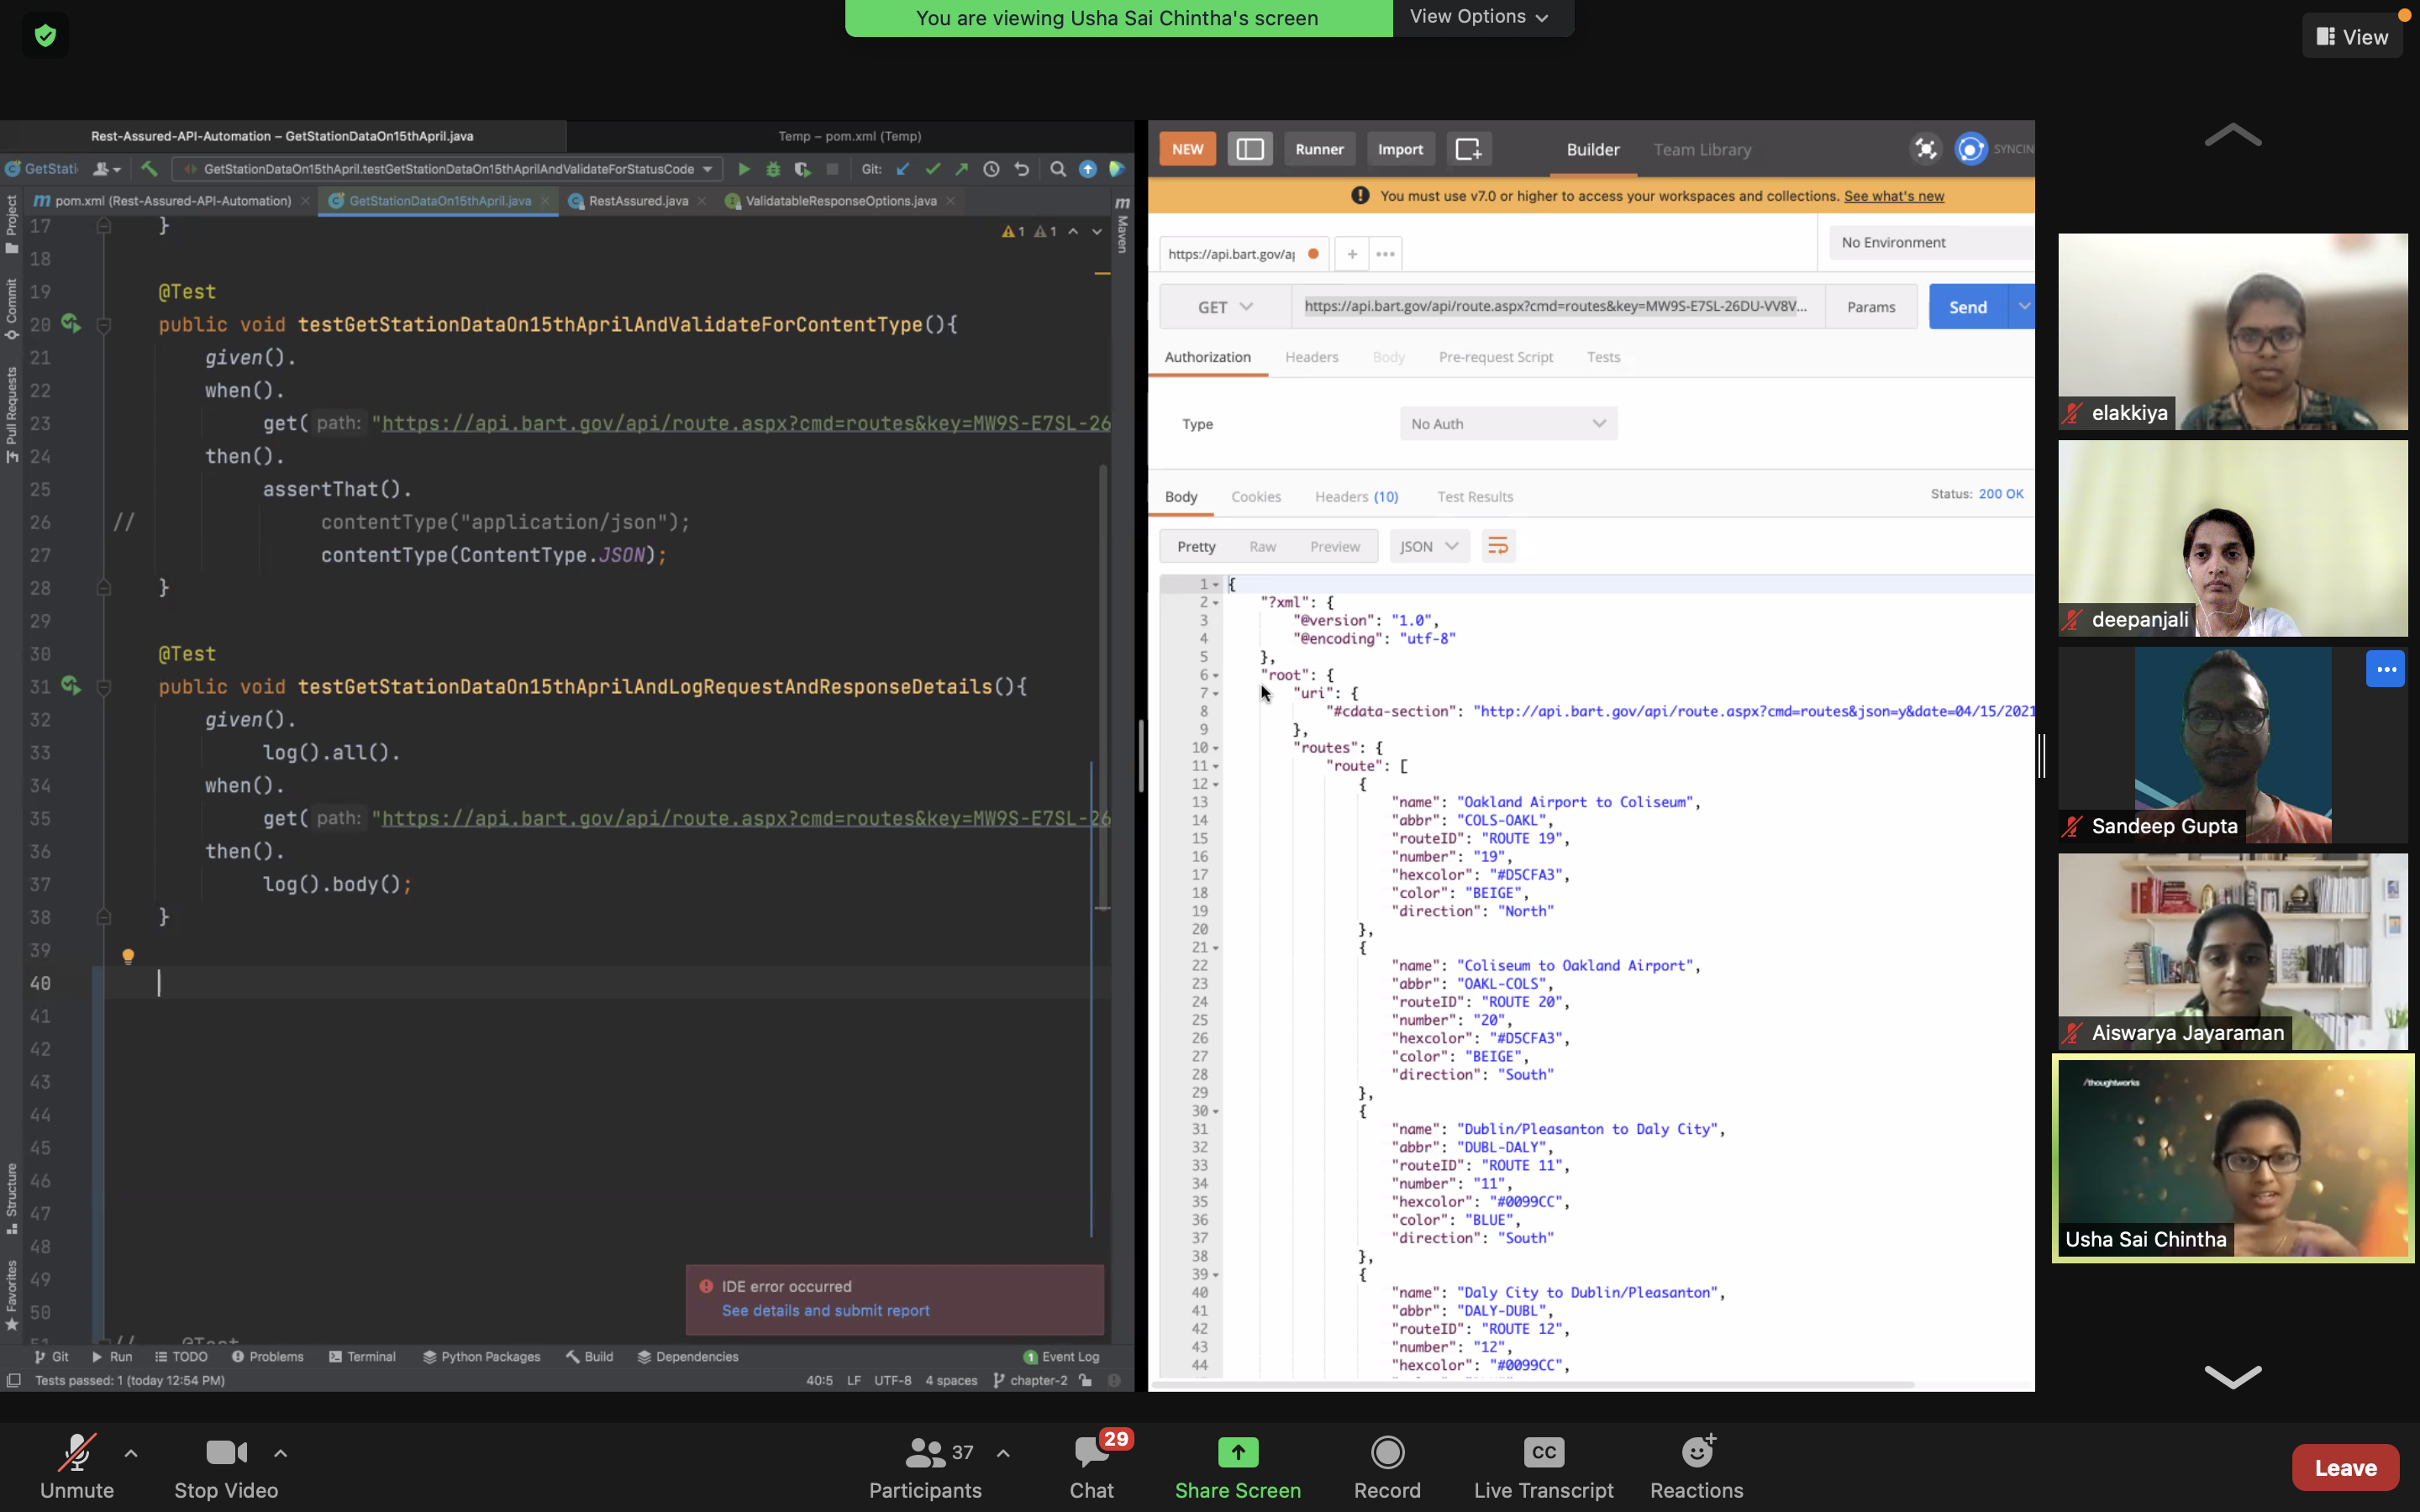 You are viewing Usha Sai Chintha's screen
View Options
View
Rest-Assured-API-Automation – GetStationDataOn15thApril.java
Temp – pom.xml (Temp)
GetStati
GetStationDataOn15thApril.testGetStationDataOn15thAprilAndValidateForStatusCode
Git:
pom.xml (Rest-Assured-API-Automation)
GetStationDataOn15thApril.java
RestAssured.java
ValidatableResponseOptions.java
Maven
Project
Commit
Pull Requests
Structure
Favorites
1 1
17 }
18
19 @Test
20 public void testGetStationDataOn15thAprilAndValidateForContentType(){
21 given().
22 when().
23 get( path: "https://api.bart.gov/api/route.aspx?cmd=routes&key=MW9S-E7SL-26
24 then().
25 assertThat().
26 // contentType("application/json");
27 contentType(ContentType.JSON);
28 }
29
30 @Test
31 public void testGetStationDataOn15thAprilAndLogRequestAndResponseDetails(){
32 given().
33 log().all().
34 when().
35 get( path: "https://api.bart.gov/api/route.aspx?cmd=routes&key=MW9S-E7SL-26
36 then().
37 log().body();
38 }
39
40
41
42
43
44
45
46
47
48
49
50
51 // @Test
IDE error occurred
See details and submit report
Git
Run
TODO
Problems
Terminal
Python Packages
Build
Dependencies
1 Event Log
Tests passed: 1 (today 12:54 PM)
40:5 LF UTF-8 4 spaces chapter-2
NEW
Runner
Import
Builder
Team Library
SYNCIN
You must use v7.0 or higher to access your workspaces and collections. See what's new
https://api.bart.gov/a
No Environment
GET
https://api.bart.gov/api/route.aspx?cmd=routes&key=MW9S-E7SL-26DU-VV8V...
Params
Send
Authorization
Headers
Body
Pre-request Script
Tests
Type
No Auth
Body
Cookies
Headers (10)
Test Results
Status: 200 OK
Pretty
Raw
Preview
JSON
1 {
2 "?xml": {
3 "@version": "1.0",
4 "@encoding": "utf-8"
5 },
6 "root": {
7 "uri": {
8 "#cdata-section": "http://api.bart.gov/api/route.aspx?cmd=routes&json=y&date=04/15/2021
9 },
10 "routes": {
11 "route": [
12 {
13 "name": "Oakland Airport to Coliseum",
14 "abbr": "COLS-OAKL",
15 "routeID": "ROUTE 19",
16 "number": "19",
17 "hexcolor": "#D5CFA3",
18 "color": "BEIGE",
19 "direction": "North"
20 },
21 {
22 "name": "Coliseum to Oakland Airport",
23 "abbr": "OAKL-COLS",
24 "routeID": "ROUTE 20",
25 "number": "20",
26 "hexcolor": "#D5CFA3",
27 "color": "BEIGE",
28 "direction": "South"
29 },
30 {
31 "name": "Dublin/Pleasanton to Daly City",
32 "abbr": "DUBL-DALY",
33 "routeID": "ROUTE 11",
34 "number": "11",
35 "hexcolor": "#0099CC",
36 "color": "BLUE",
37 "direction": "South"
38 },
39 {
40 "name": "Daly City to Dublin/Pleasanton",
41 "abbr": "DALY-DUBL",
42 "routeID": "ROUTE 12",
43 "number": "12",
44 "hexcolor": "#0099CC",
elakkiya
deepanjali
Sandeep Gupta
Aiswarya Jayaraman
/thoughtworks
Usha Sai Chintha
Unmute
Stop Video
37
Participants
29
Chat
Share Screen
Record
CC
Live Transcript
Reactions
Leave